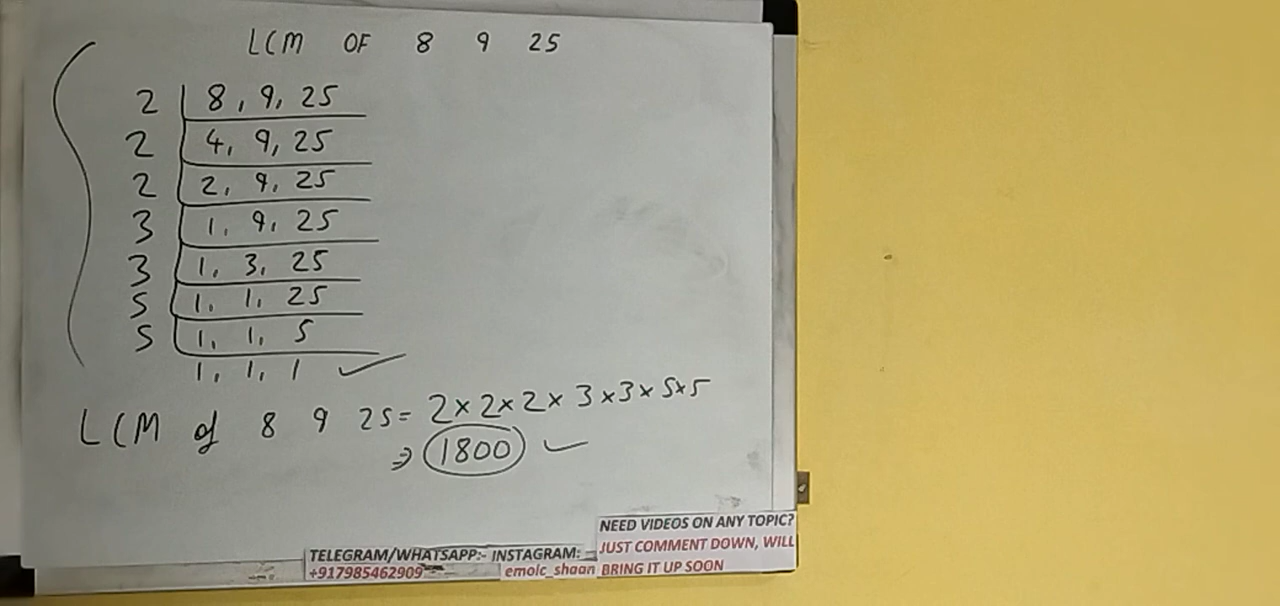 LCM OF 8 9 25
2 | 8, 9, 25
2 | 4, 9, 25
2 | 2, 9, 25
3 | 1, 9, 25
3 | 1, 3, 25
5 | 1, 1, 25
5 | 1, 1, 5
1, 1, 1 ✓
LCM of 8 9 25 = 2×2×2×3×3×5×5
⇒ 1800 ✓
NEED VIDEOS ON ANY TOPIC?
JUST COMMENT DOWN, WILL
BRING IT UP SOON
TELEGRAM/WHATSAPP:-
+917985462909
INSTAGRAM:
emoic_shaan